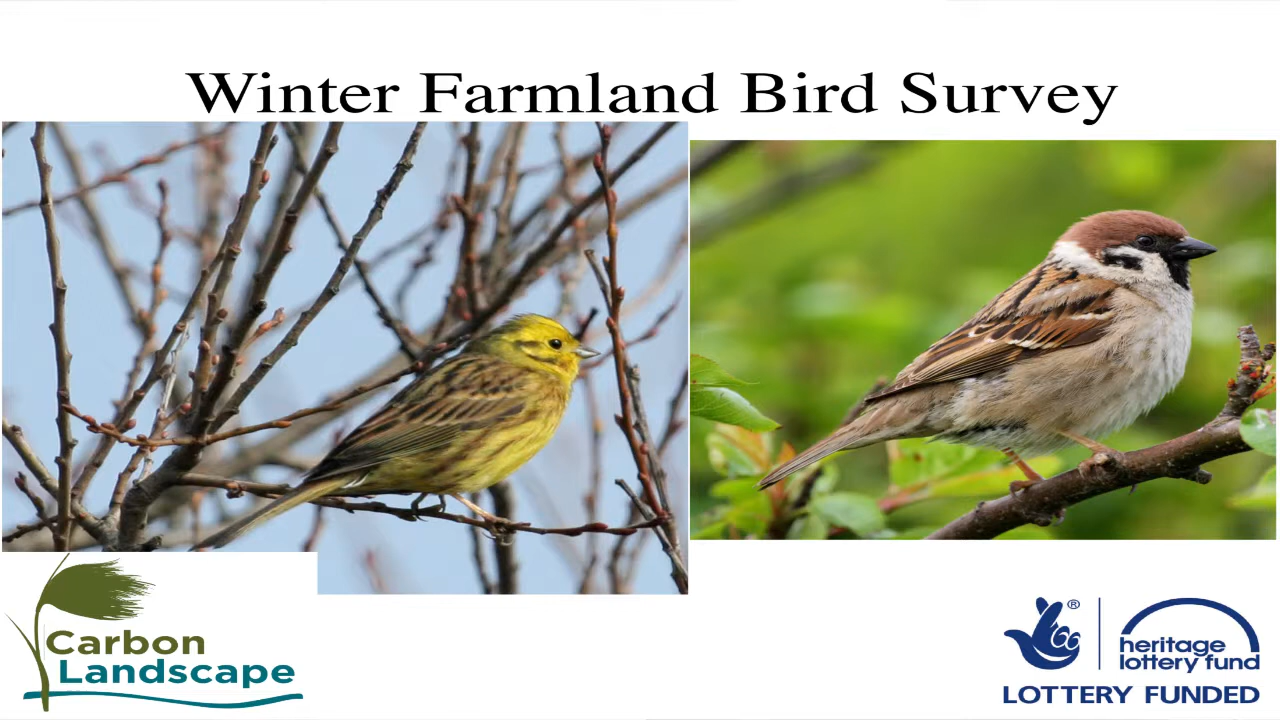 Winter Farmland Bird Survey
Carbon
Landscape
®
heritage
lottery fund
LOTTERY FUNDED